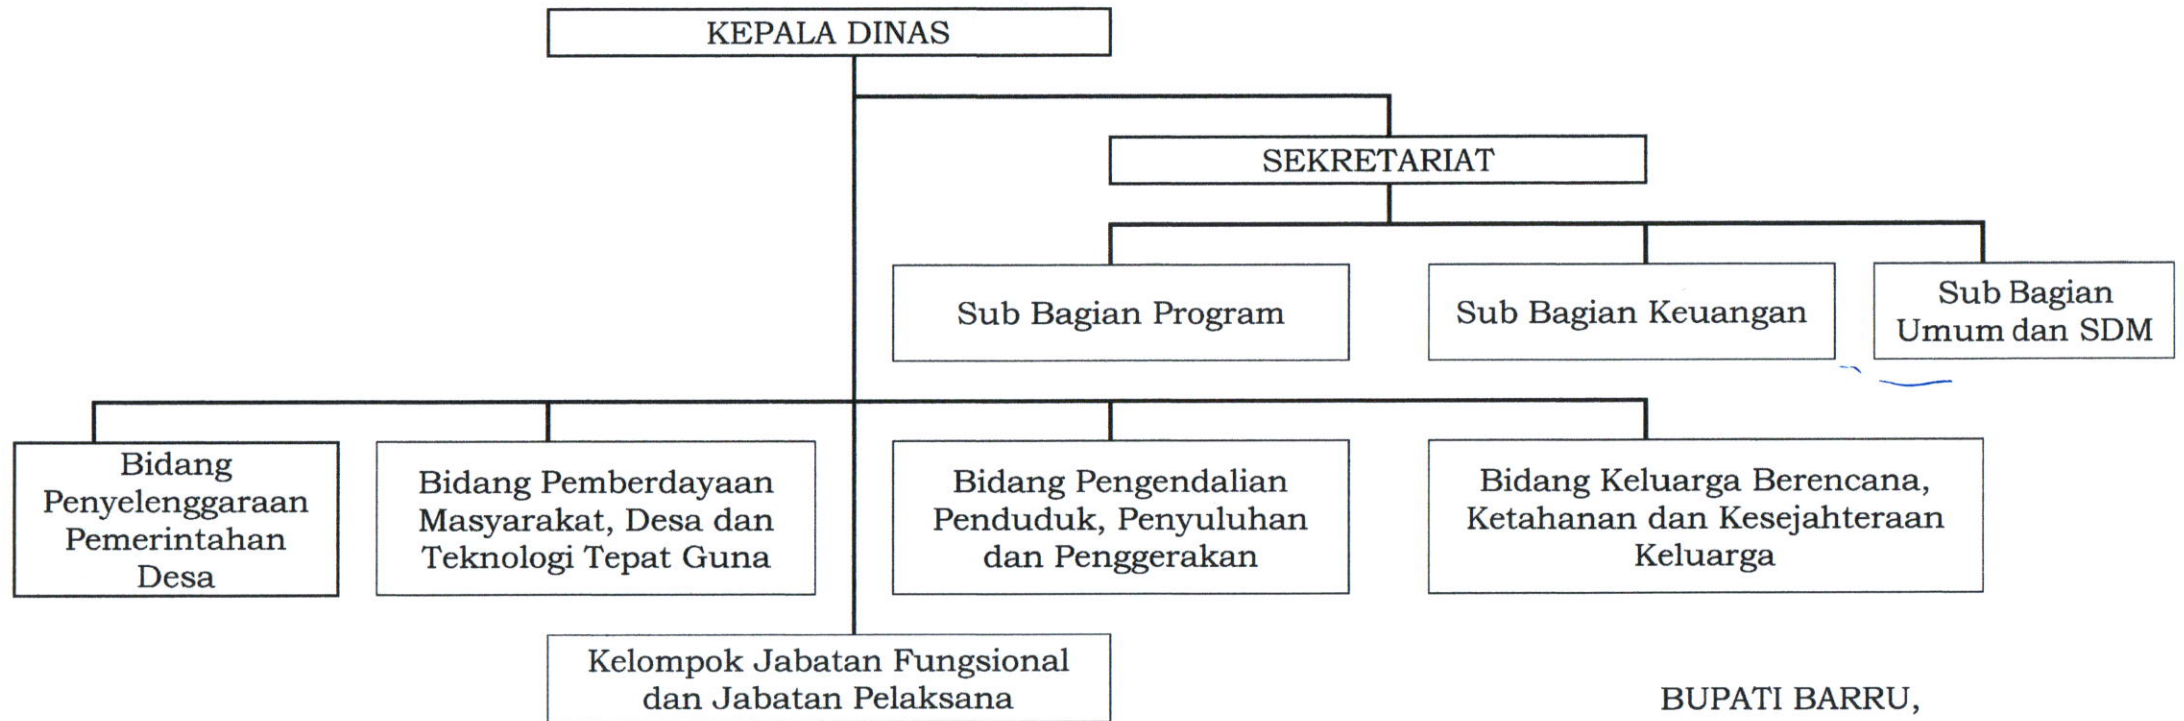 KEPALA DINAS
SEKRETARIAT
Sub Bagian Program
Sub Bagian Keuangan
Sub Bagian
Umum dan SDM
Bidang
Penyelenggaraan
Pemerintahan
Desa
Bidang Pemberdayaan
Masyarakat, Desa dan
Teknologi Tepat Guna
Bidang Pengendalian
Penduduk, Penyuluhan
dan Penggerakan
Bidang Keluarga Berencana,
Ketahanan dan Kesejahteraan
Keluarga
Kelompok Jabatan Fungsional
dan Jabatan Pelaksana
BUPATI BARRU,